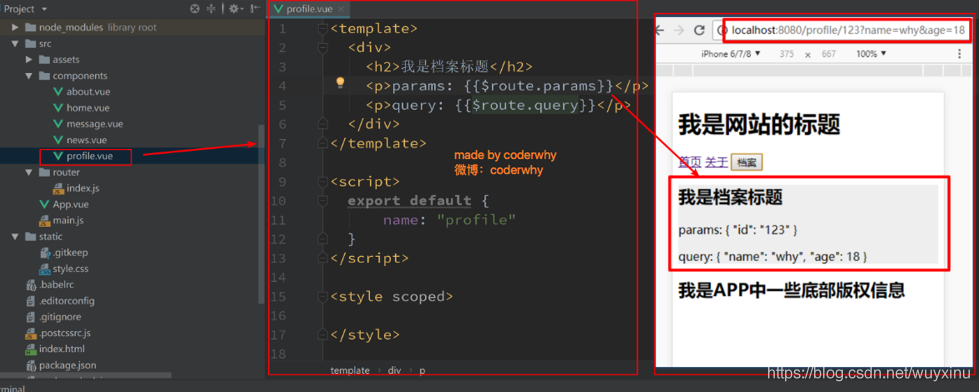 Project
node_modules library root
src
assets
components
about.vue
home.vue
message.vue
news.vue
profile.vue
router
index.js
App.vue
main.js
static
.gitkeep
style.css
.babelrc
.editorconfig
.gitignore
.postcssrc.js
index.html
package.json
profile.vue
1 <template>
2 <div>
3 <h2>我是档案标题</h2>
4 <p>params: {{$route.params}}</p>
5 <p>query: {{$route.query}}</p>
6 </div>
7 </template>
8
9 <script>
10 export default {
11 name: "profile"
12 }
13 </script>
14
15 <style scoped>
16
17 </style>
18
made by coderwhy
微博：coderwhy
template › div › p
localhost:8080/profile/123?name=why&age=18
iPhone 6/7/8 ▼ 375 × 667 100% ▼
我是网站的标题
首页 关于 档案
我是档案标题
params: { "id": "123" }
query: { "name": "why", "age": 18 }
我是APP中一些底部版权信息
https://blog.csdn.net/wuyxinu